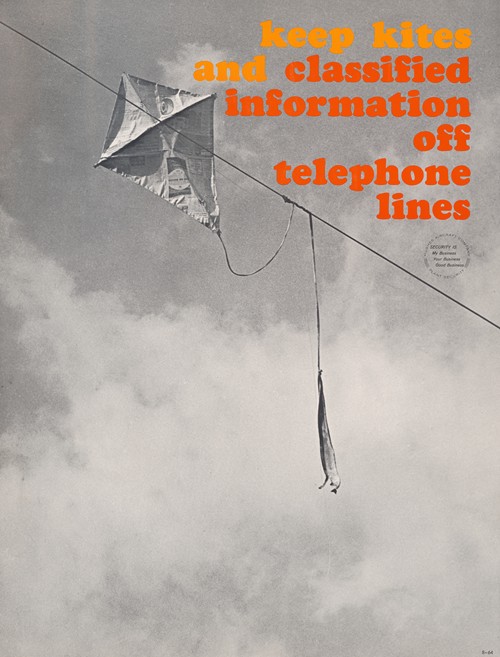 keep kites
and classified
information
off
telephone
lines
SECURITY IS
My Business
Your Business
Good Business